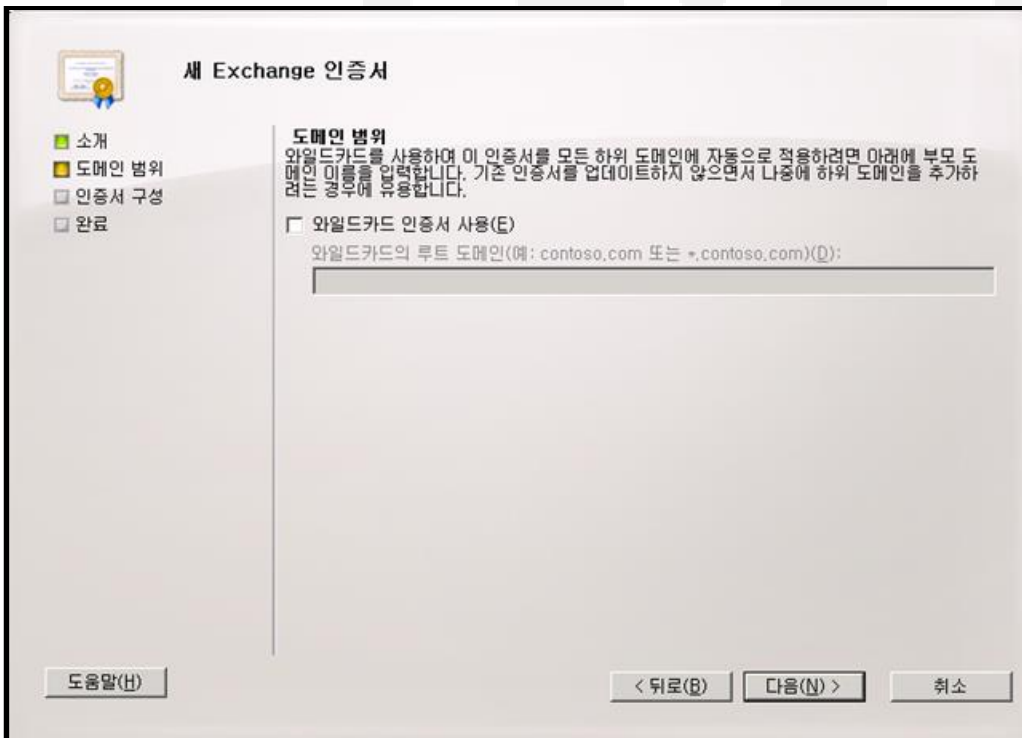 새 Exchange 인증서
소개
도메인 범위
인증서 구성
완료
도메인 범위
와일드카드를 사용하여 이 인증서를 모든 하위 도메인에 자동으로 적용하려면 아래에 부모 도
메인 이름을 입력합니다. 기존 인증서를 업데이트하지 않으면서 나중에 하위 도메인을 추가하
려는 경우에 유용합니다.
와일드카드 인증서 사용(E)
와일드카드의 루트 도메인(예: contoso.com 또는 *.contoso.com)(D):
도움말(H)
< 뒤로(B)
다음(N) >
취소